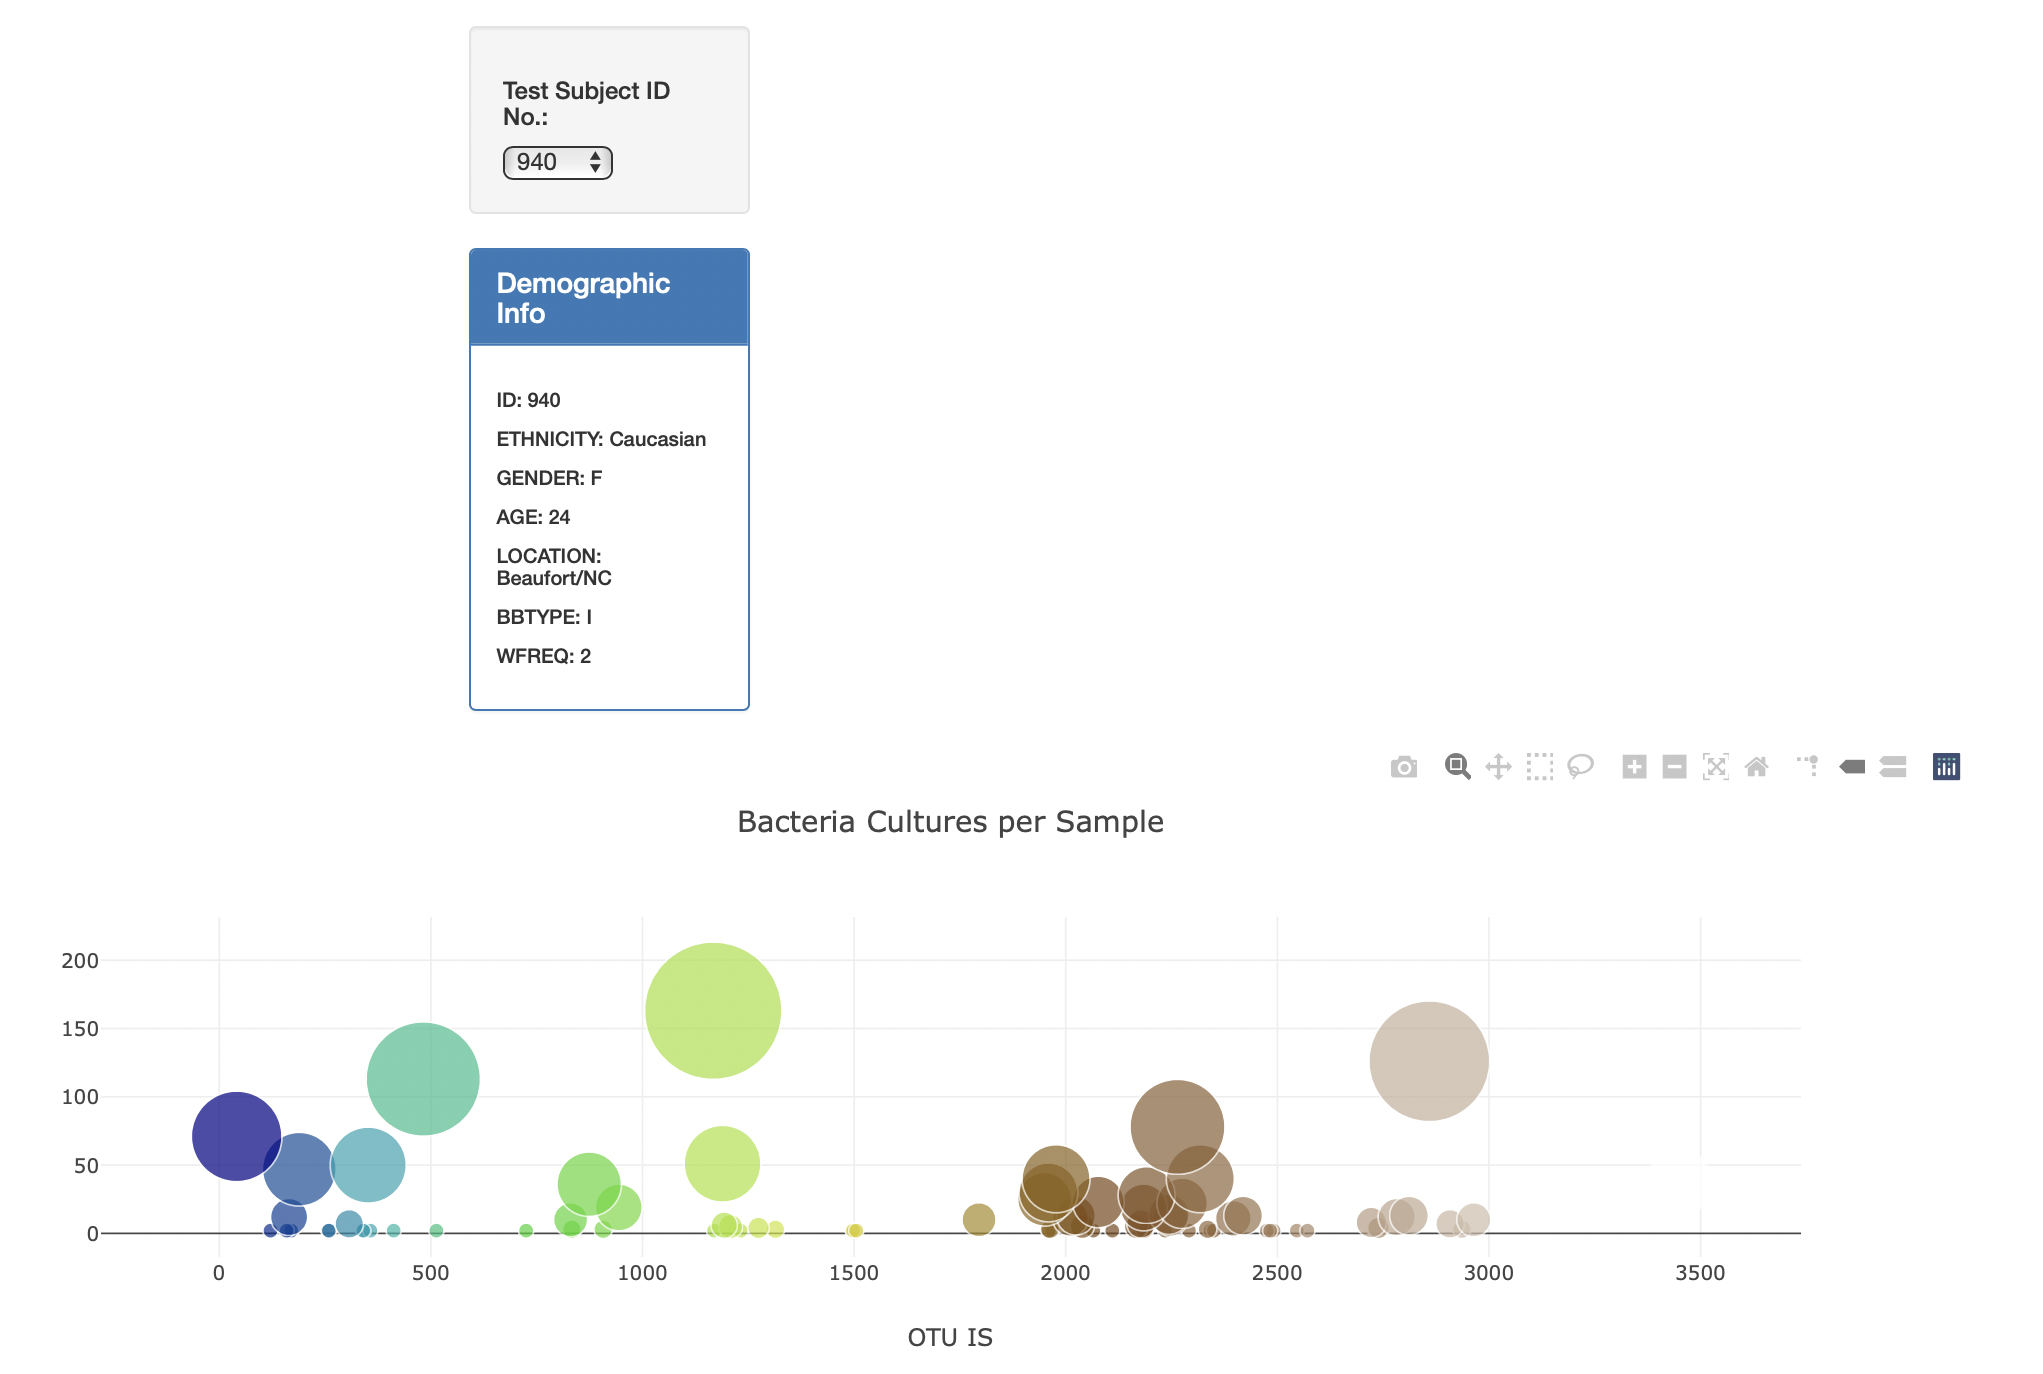 Test Subject ID
No.:
940
Demographic
Info
ID: 940
ETHNICITY: Caucasian
GENDER: F
AGE: 24
LOCATION:
Beaufort/NC
BBTYPE: I
WFREQ: 2
Bacteria Cultures per Sample
200
150
100
50
0
0 500 1000 1500 2000 2500 3000 3500
OTU IS